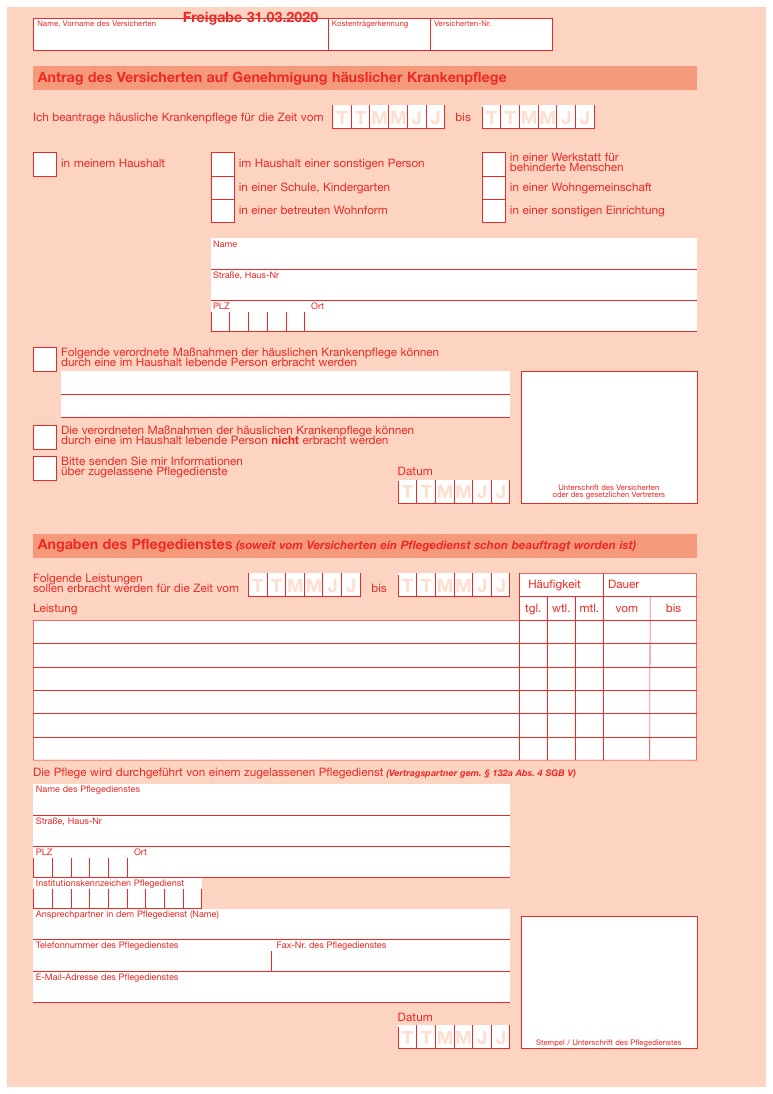 Freigabe 31.03.2020
Name, Vorname des Versicherten Kostenträgerkennung Versicherten-Nr.
Antrag des Versicherten auf Genehmigung häuslicher Krankenpflege
Ich beantrage häusliche Krankenpflege für die Zeit vom T T M M J J bis T T M M J J
in meinem Haushalt
im Haushalt einer sonstigen Person
in einer Werkstatt für
behinderte Menschen
in einer Schule, Kindergarten
in einer Wohngemeinschaft
in einer betreuten Wohnform
in einer sonstigen Einrichtung
Name
Straße, Haus-Nr
PLZ Ort
Folgende verordnete Maßnahmen der häuslichen Krankenpflege können
durch eine im Haushalt lebende Person erbracht werden
Die verordneten Maßnahmen der häuslichen Krankenpflege können
durch eine im Haushalt lebende Person nicht erbracht werden
Bitte senden Sie mir Informationen
über zugelassene Pflegedienste
Datum
T T M M J J
Unterschrift des Versicherten
oder des gesetzlichen Vertreters
Angaben des Pflegedienstes (soweit vom Versicherten ein Pflegedienst schon beauftragt worden ist)
Folgende Leistungen
sollen erbracht werden für die Zeit vom T T M M J J bis T T M M J J
Häufigkeit Dauer
Leistung tgl. wtl. mtl. vom bis
Die Pflege wird durchgeführt von einem zugelassenen Pflegedienst (Vertragspartner gem. § 132a Abs. 4 SGB V)
Name des Pflegedienstes
Straße, Haus-Nr
PLZ Ort
Institutionskennzeichen Pflegedienst
Ansprechpartner in dem Pflegedienst (Name)
Telefonnummer des Pflegedienstes Fax-Nr. des Pflegedienstes
E-Mail-Adresse des Pflegedienstes
Datum
T T M M J J
Stempel / Unterschrift des Pflegedienstes